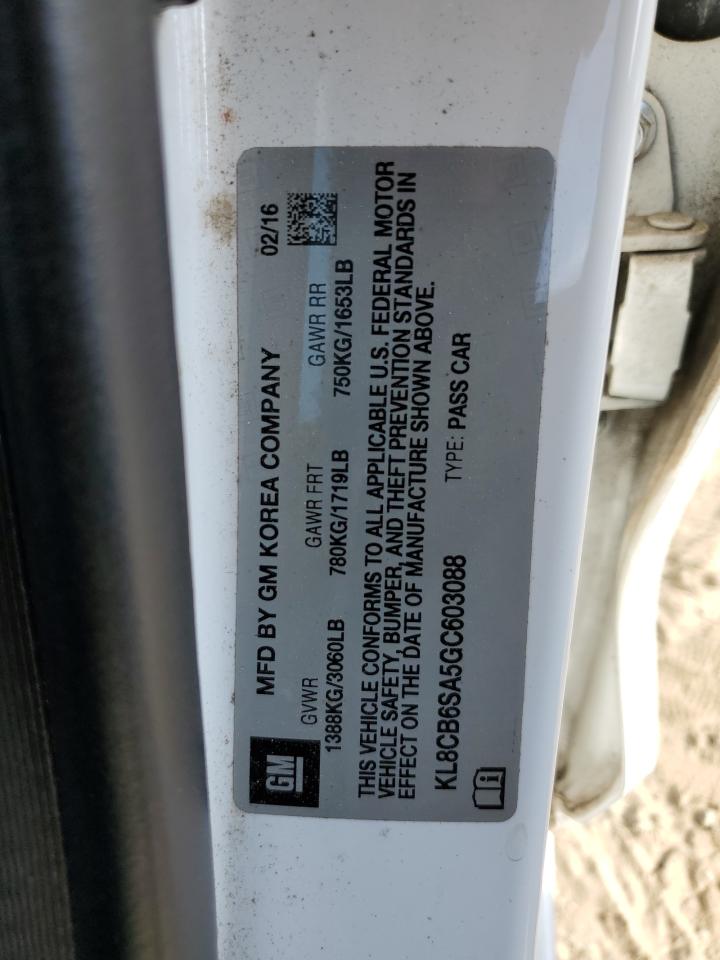 GM
MFD BY GM KOREA COMPANY 02/16
GVWR GAWR FRT GAWR RR
1388KG/3060LB 780KG/1719LB 750KG/1653LB
THIS VEHICLE CONFORMS TO ALL APPLICABLE U.S. FEDERAL MOTOR
VEHICLE SAFETY, BUMPER, AND THEFT PREVENTION STANDARDS IN
EFFECT ON THE DATE OF MANUFACTURE SHOWN ABOVE.
KL8CB6SA5GC603088 TYPE: PASS CAR